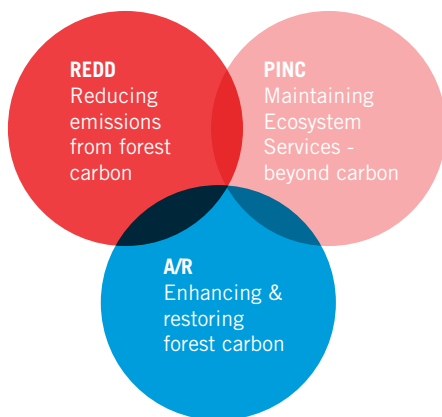 REDD
Reducing
emissions
from forest
carbon
PINC
Maintaining
Ecosystem
Services -
beyond carbon
A/R
Enhancing &
restoring
forest carbon